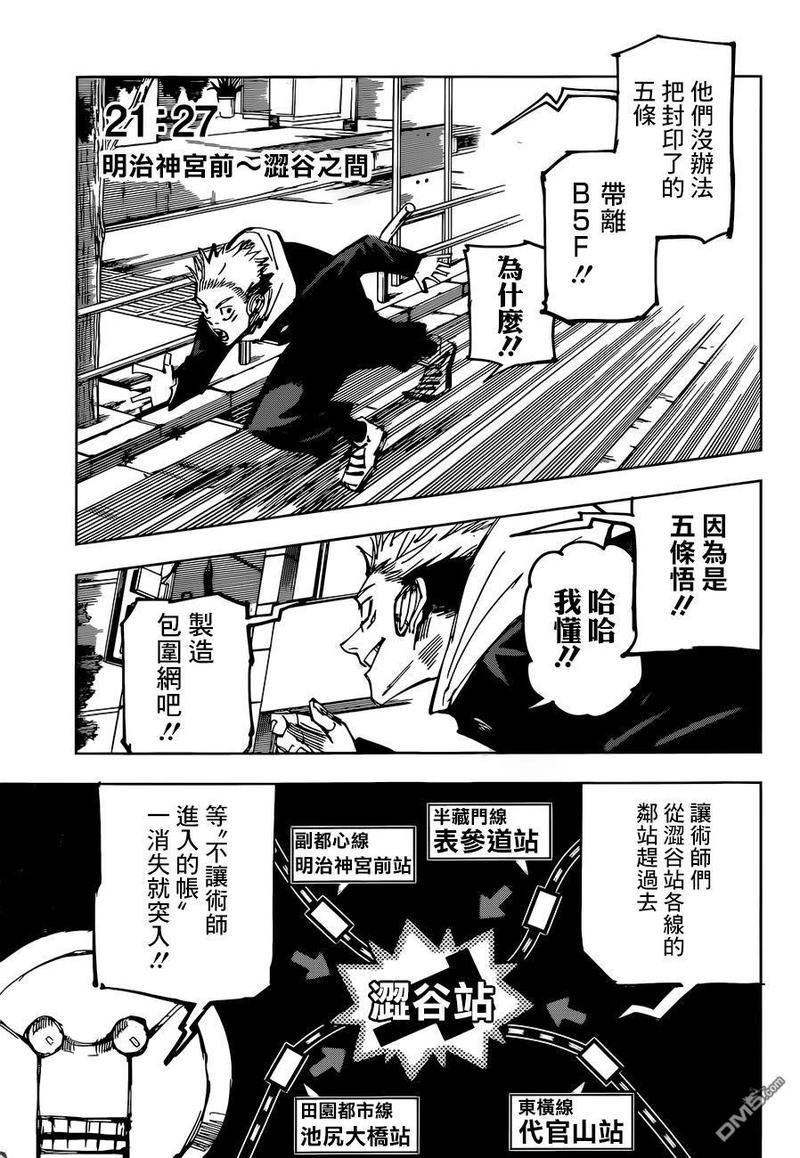 他們沒辦法
把封印了的
五條
帶離
B5F!!
為什麼!!
21:27
明治神宮前～澀谷之間
因為是
五條悟!!
哈哈
我懂!!
製造
包圍網吧!!
讓術師們
從澀谷站各線的
鄰站趕過去
半藏門線
表參道站
副都心線
明治神宮前站
等〝不讓術師
進入的帳〞
一消失就突入!!
澀谷站
東橫線
代官山站
田園都市線
池尻大橋站
DM5.com